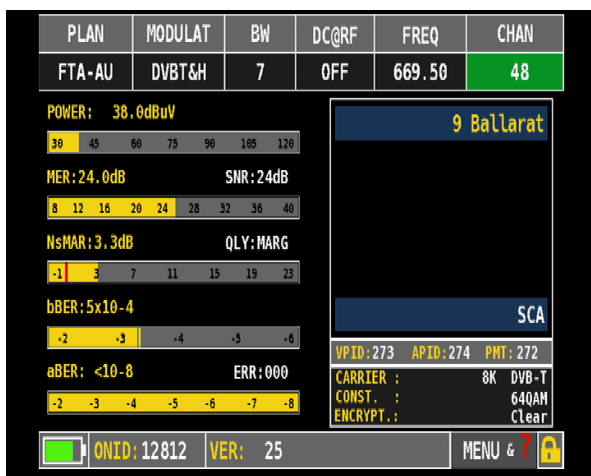 PLAN MODULAT BW DC@RF FREQ CHAN
FTA-AU DVBT&H 7 OFF 669.50 48
POWER: 38.0dBuV
30 45 60 75 90 105 120
9 Ballarat
MER:24.0dB SNR:24dB
8 12 16 20 24 28 32 36 40
NsMAR:3.3dB QLY:MARG
-1 3 7 11 15 19 23
bBER:5x10-4
-2 -3 -4 -5 -6
SCA
aBER: <10-8 ERR:000
-2 -3 -4 -5 -6 -7 -8
VPID:273 APID:274 PMT:272
CARRIER : 8K DVB-T
CONST. : 64QAM
ENCRYPT.: Clear
ONID:12812 VER: 25 MENU & ?